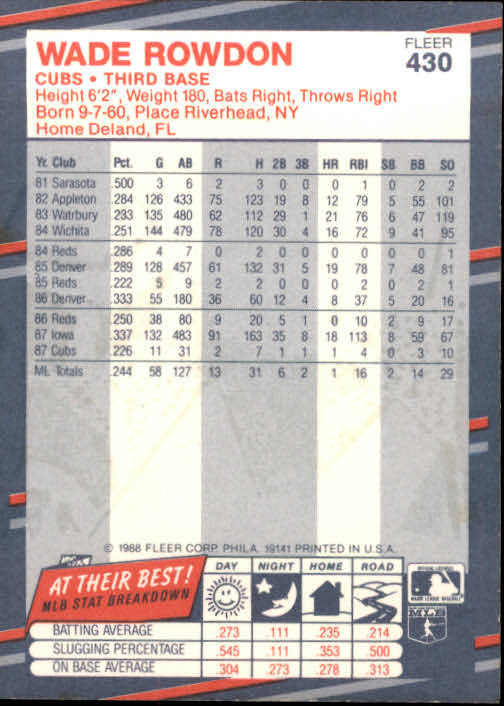 WADE ROWDON
FLEER
430
CUBS • THIRD BASE
Height 6'2", Weight 180, Bats Right, Throws Right
Born 9-7-60, Place Riverhead, NY
Home Deland, FL
Yr. Club Pct. G AB R H 2B 3B HR RBI SB BB SO
81 Sarasota .500 3 6 2 3 0 0 0 1 0 2 2
82 Appleton .284 126 433 75 123 19 8 12 79 5 55 101
83 Watrbury .233 135 480 62 112 29 1 21 76 6 47 119
84 Wichita .251 144 479 78 120 30 4 16 72 9 41 95
84 Reds .286 4 7 0 2 0 0 0 0 0 0 1
85 Denver .289 128 457 61 132 31 5 19 78 7 48 81
85 Reds .222 5 9 2 2 0 0 0 2 0 2 1
86 Denver .333 55 180 36 60 12 4 8 37 5 20 16
86 Reds .250 38 80 9 20 5 1 0 10 2 9 17
87 Iowa .337 132 483 91 163 35 8 18 113 8 59 67
87 Cubs .226 11 31 2 7 1 1 1 4 0 3 10
ML Totals .244 58 127 13 31 6 2 1 16 2 14 29
© 1988 FLEER CORP. PHILA. 19141 PRINTED IN U.S.A.
AT THEIR BEST!
MLB STAT BREAKDOWN
DAY NIGHT HOME ROAD
BATTING AVERAGE .273 .111 .235 .214
SLUGGING PERCENTAGE .545 .111 .353 .500
ON BASE AVERAGE .304 .273 .278 .313
OFFICIAL LICENSEE
MAJOR LEAGUE BASEBALL